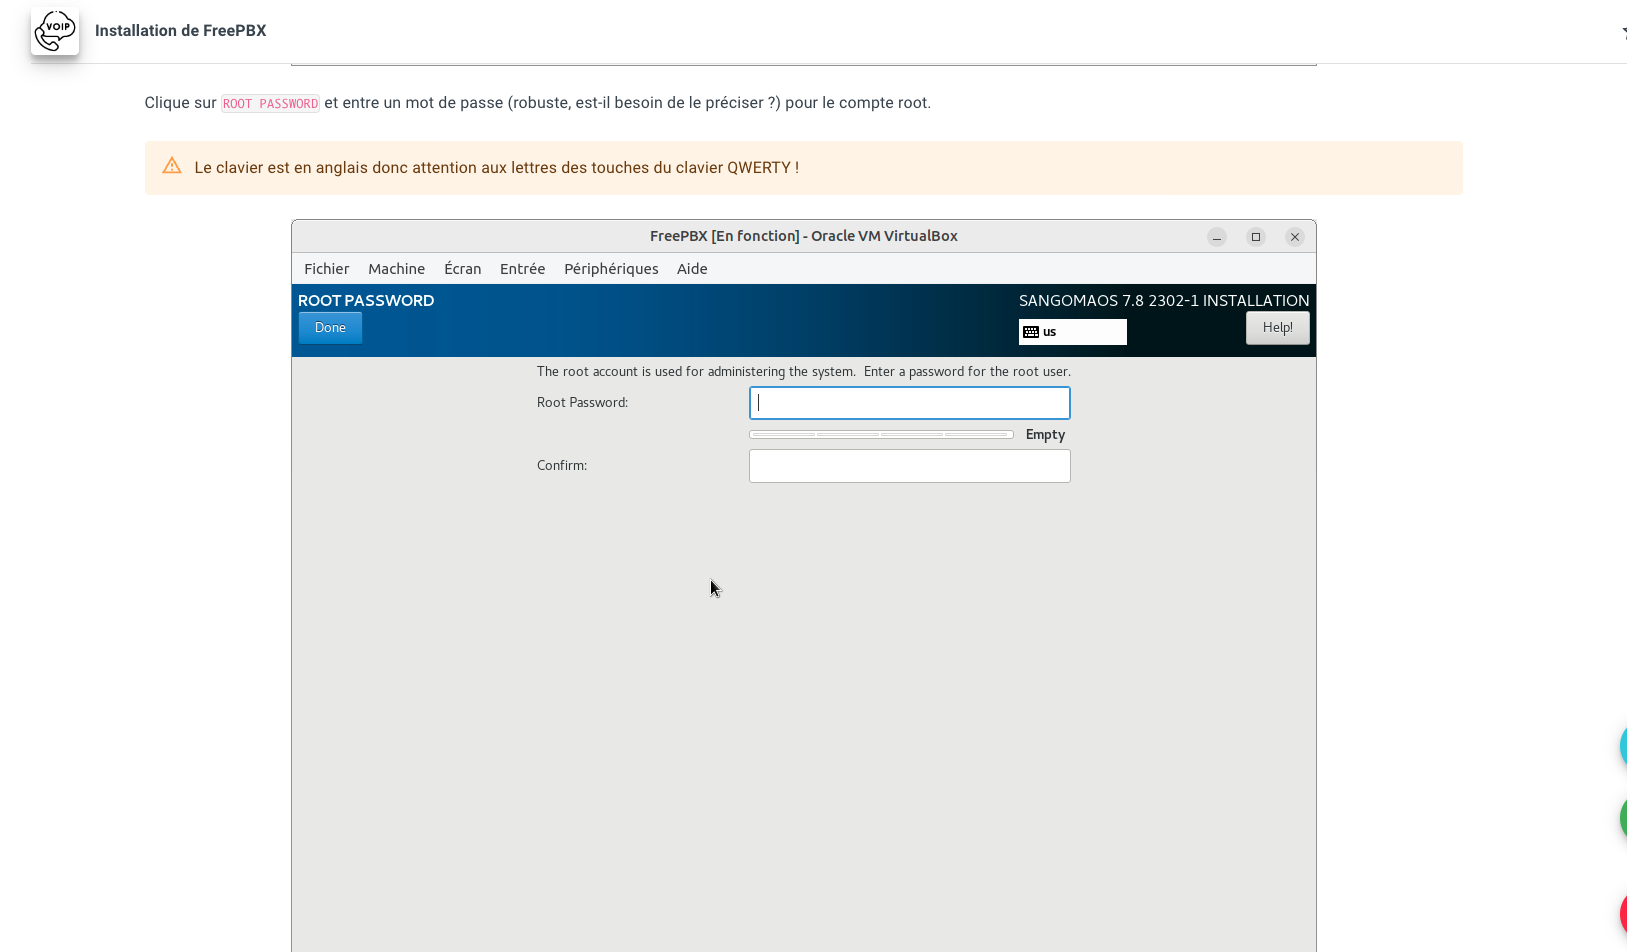 VOIP
Installation de FreePBX
Clique sur ROOT PASSWORD et entre un mot de passe (robuste, est-il besoin de le préciser ?) pour le compte root.
Le clavier est en anglais donc attention aux lettres des touches du clavier QWERTY !
FreePBX [En fonction] - Oracle VM VirtualBox
Fichier Machine Écran Entrée Périphériques Aide
ROOT PASSWORD
SANGOMAOS 7.8 2302-1 INSTALLATION
Done
us
Help!
The root account is used for administering the system.  Enter a password for the root user.
Root Password:
Empty
Confirm: